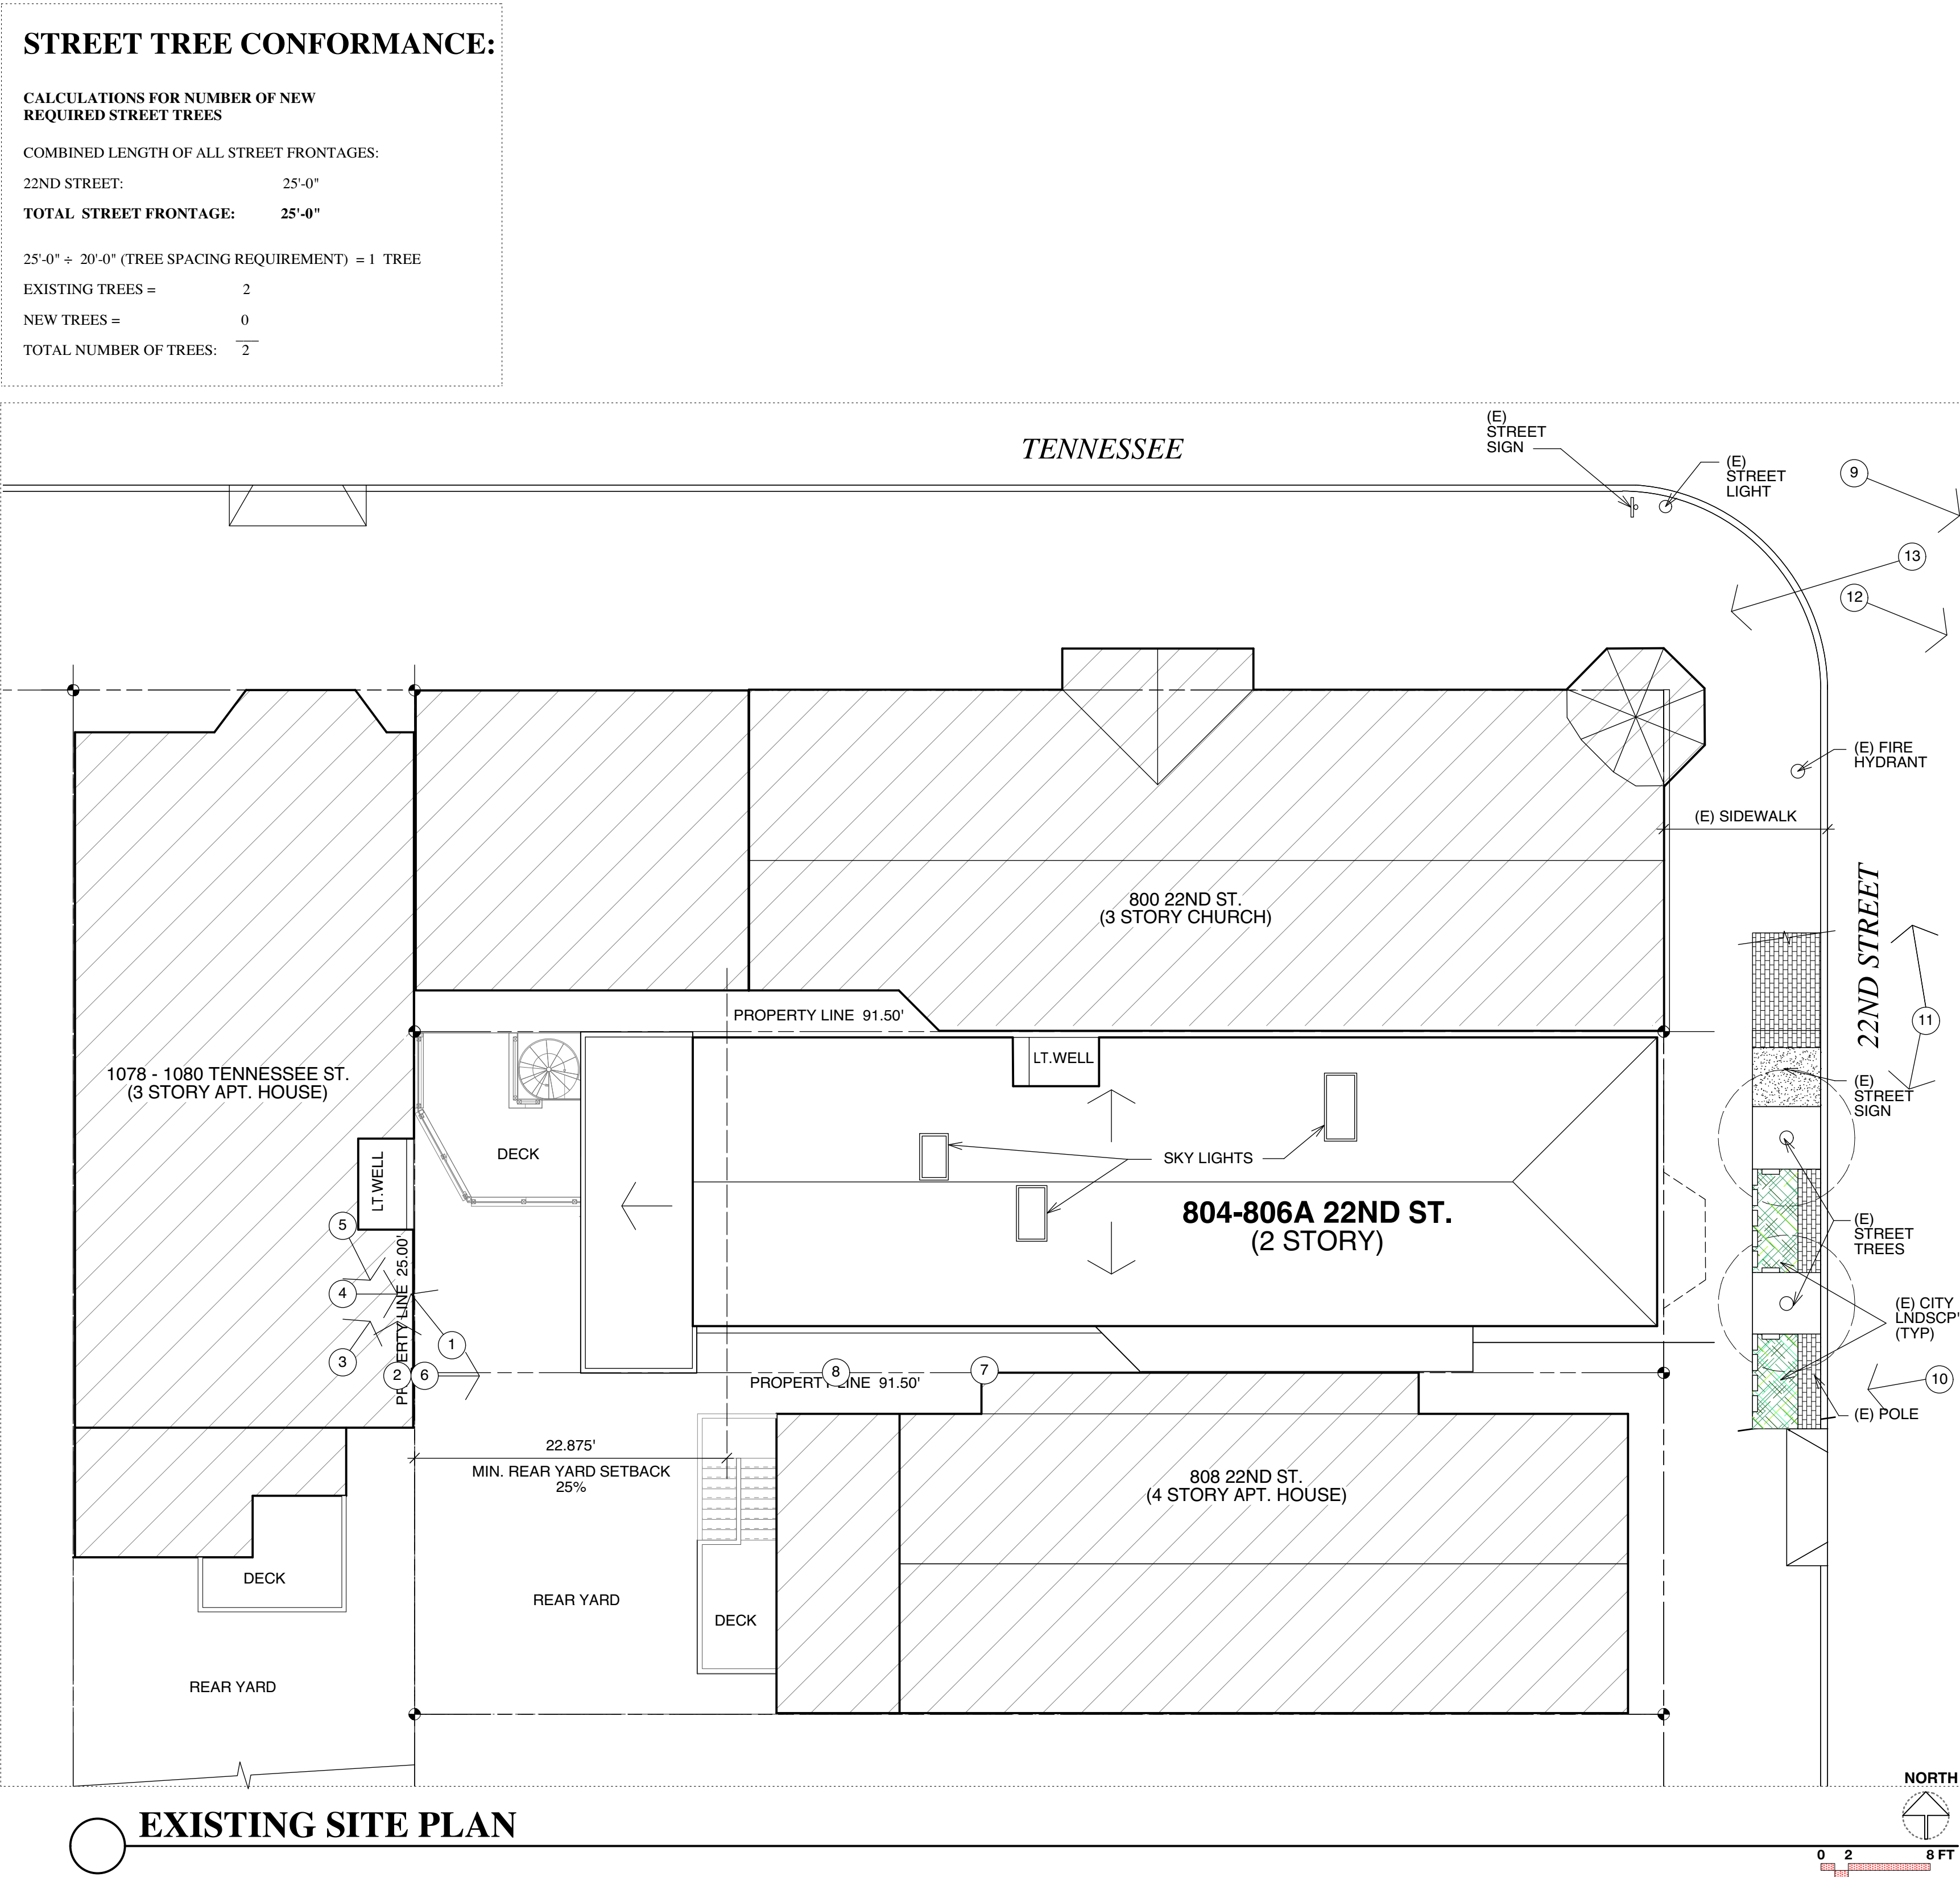 STREET TREE CONFORMANCE:
CALCULATIONS FOR NUMBER OF NEW
REQUIRED STREET TREES
COMBINED LENGTH OF ALL STREET FRONTAGES:
22ND STREET: 25'-0"
TOTAL STREET FRONTAGE: 25'-0"
25'-0" ÷ 20'-0" (TREE SPACING REQUIREMENT) = 1 TREE
EXISTING TREES = 2
NEW TREES = 0
TOTAL NUMBER OF TREES: 2
TENNESSEE
(E)
STREET
SIGN
(E)
STREET
LIGHT
9
13
12
(E) FIRE
HYDRANT
(E) SIDEWALK
22ND STREET
800 22ND ST.
(3 STORY CHURCH)
PROPERTY LINE 91.50'
11
LT.WELL
1078 - 1080 TENNESSEE ST.
(3 STORY APT. HOUSE)
(E)
STREET
SIGN
DECK
SKY LIGHTS
LT.WELL
804-806A 22ND ST.
(2 STORY)
5
(E)
STREET
TREES
4
(E) CITY
LNDSCP'
(TYP)
1
3
2
6
PR ERTY LINE 25.00'
8
7
PROPERTY LINE 91.50'
10
(E) POLE
22.875'
MIN. REAR YARD SETBACK
25%
808 22ND ST.
(4 STORY APT. HOUSE)
DECK
REAR YARD
DECK
REAR YARD
NORTH
EXISTING SITE PLAN
0 2 8 FT